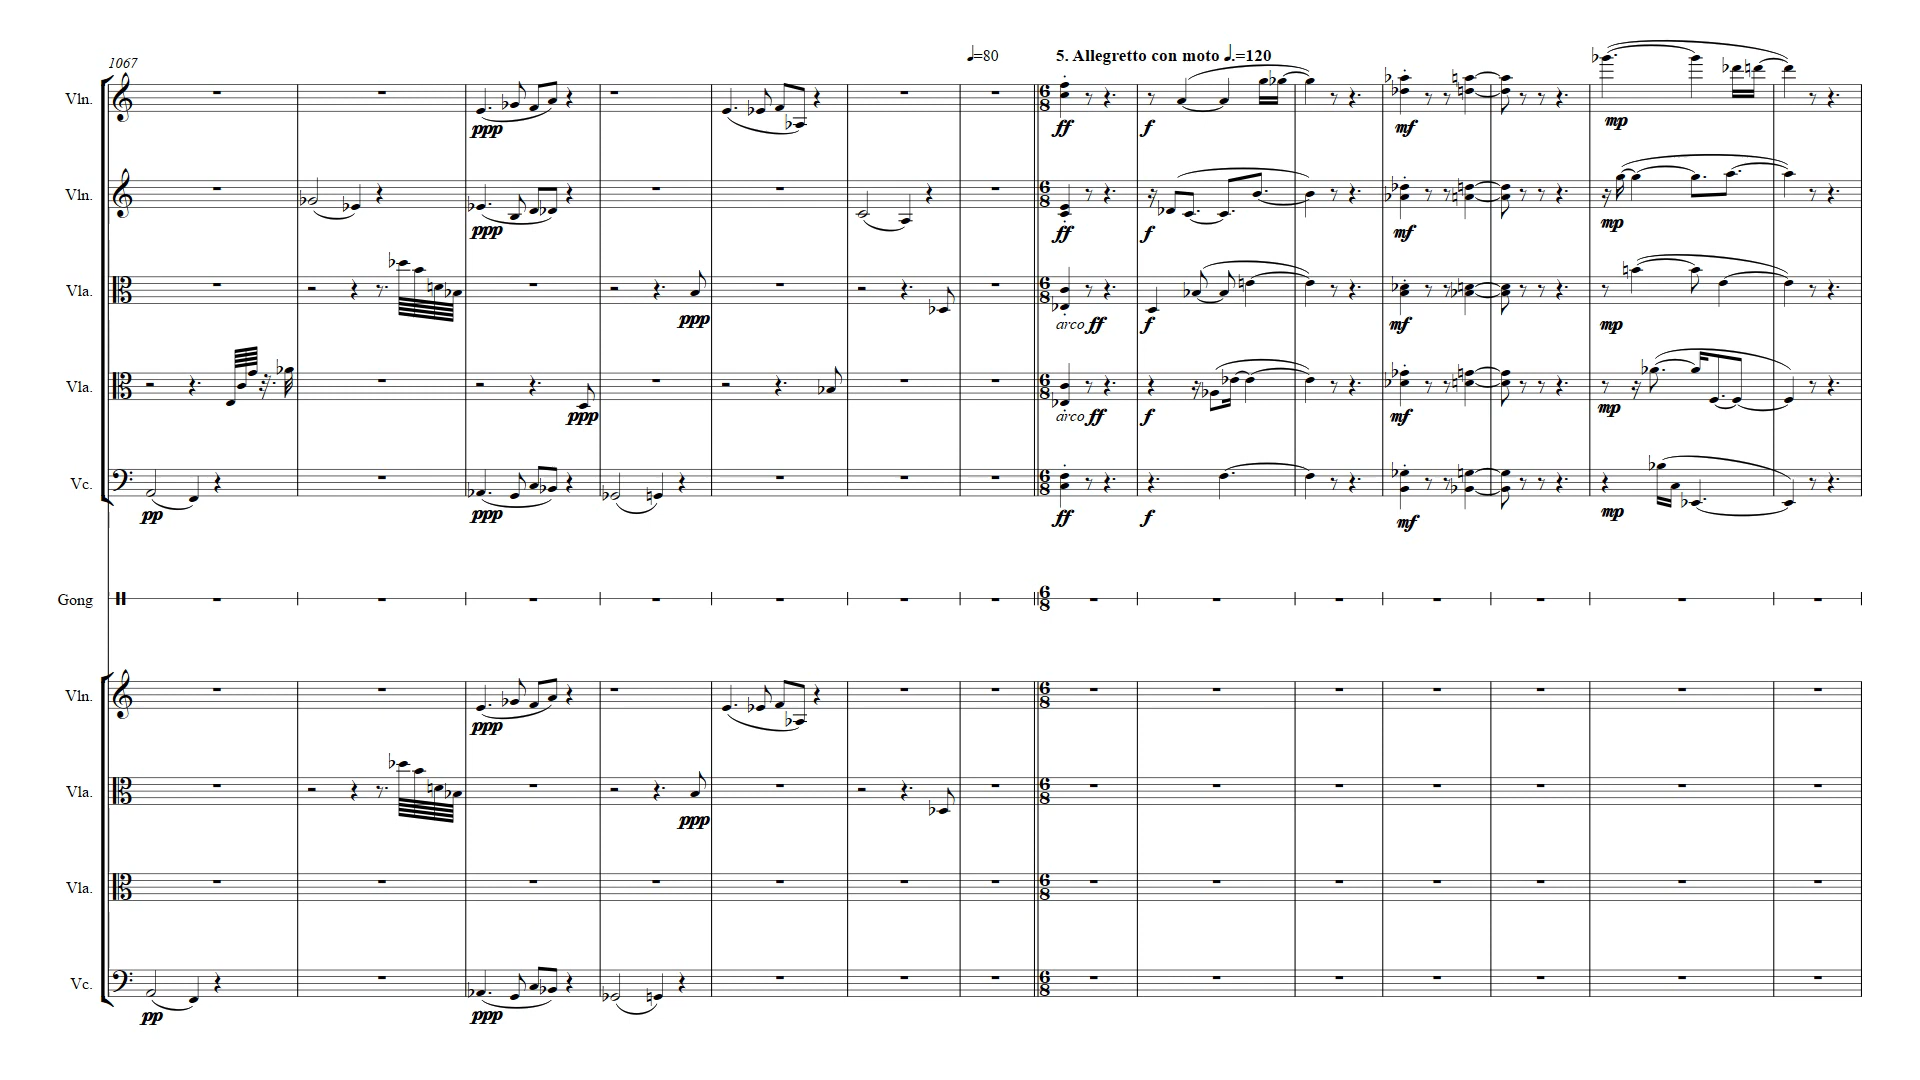 1067 ♩=80 5. Allegretto con moto ♩.=120
Vln. ppp ff f mf mp
Vln. ppp ff f mf mp
Vla. ppp arco ff f mf mp
Vla. ppp arco ff f mf mp
Vc. pp ppp ff f mf mp
Gong
Vln. ppp
Vla. ppp
Vla.
Vc. pp ppp
6 8